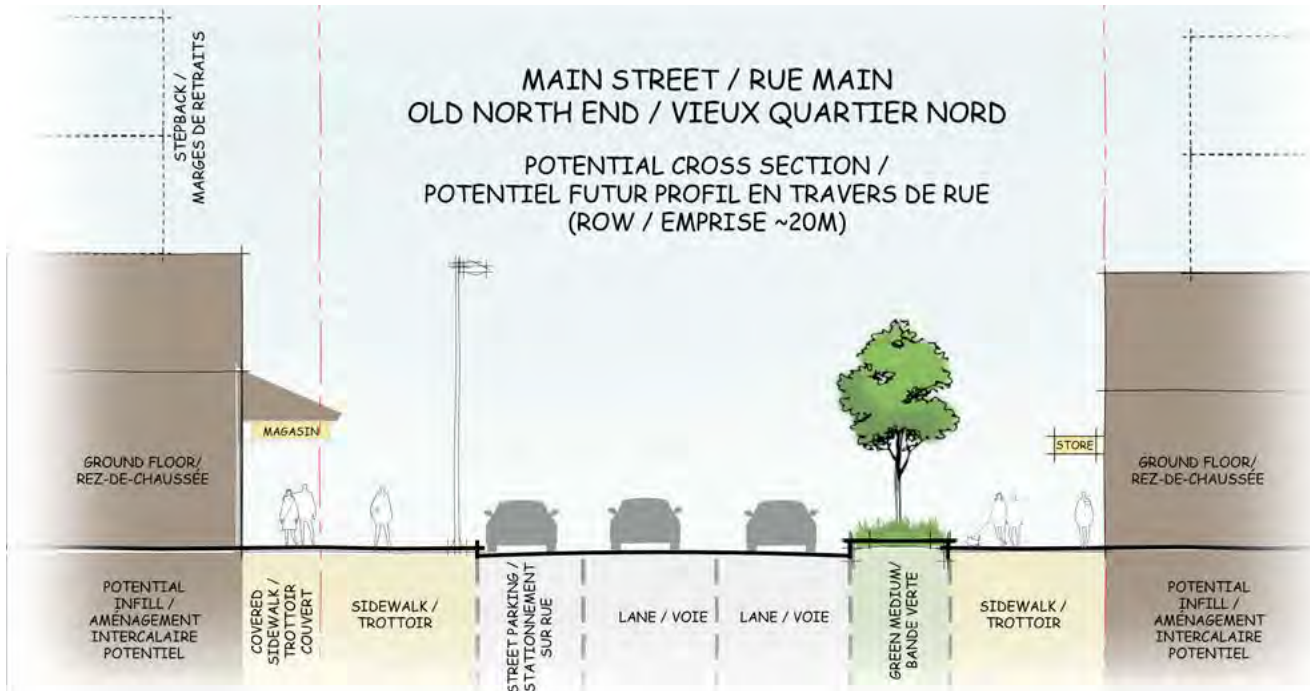 STEPBACK /
MARGES DE RETRAITS
MAIN STREET / RUE MAIN
OLD NORTH END / VIEUX QUARTIER NORD
POTENTIAL CROSS SECTION /
POTENTIEL FUTUR PROFIL EN TRAVERS DE RUE
(ROW / EMPRISE ~20M)
MAGASIN
STORE
GROUND FLOOR/
REZ-DE-CHAUSSÉE
GROUND FLOOR/
REZ-DE-CHAUSSÉE
POTENTIAL
INFILL /
AMÉNAGEMENT
INTERCALAIRE
POTENTIEL
COVERED
SIDEWALK /
TROTTOIR
COUVERT
SIDEWALK /
TROTTOIR
STREET PARKING /
STATIONNEMENT
SUR RUE
LANE / VOIE
LANE / VOIE
GREEN MEDIUM/
BANDE VERTE
SIDEWALK /
TROTTOIR
POTENTIAL
INFILL /
AMÉNAGEMENT
INTERCALAIRE
POTENTIEL